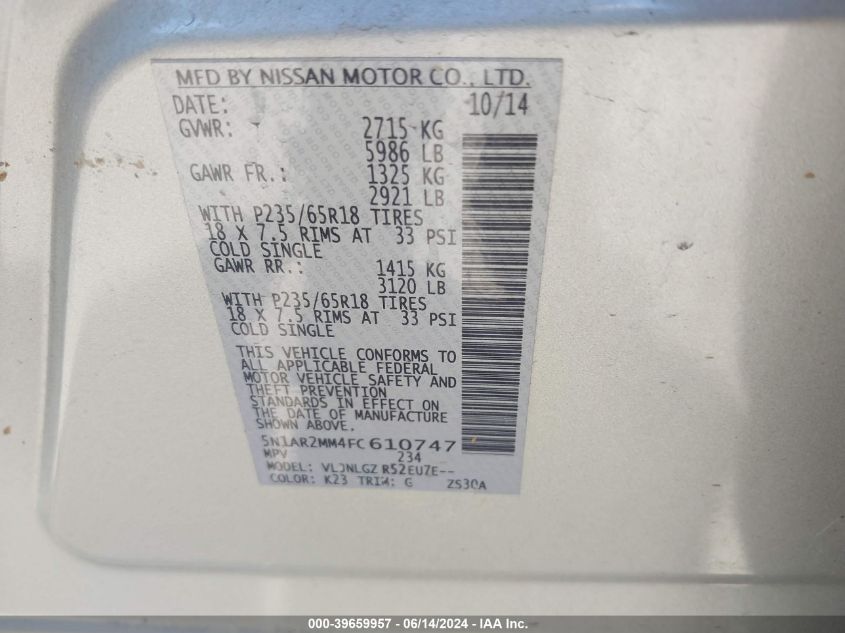 MFD BY NISSAN MOTOR CO., LTD.
DATE: 10/14
GVWR: 2715 KG
5986 LB
GAWR FR.: 1325 KG
2921 LB
WITH P235/65R18 TIRES
18 X 7.5 RIMS AT 33 PSI
COLD SINGLE
GAWR RR.: 1415 KG
3120 LB
WITH P235/65R18 TIRES
18 X 7.5 RIMS AT 33 PSI
COLD SINGLE
THIS VEHICLE CONFORMS TO
ALL APPLICABLE FEDERAL
MOTOR VEHICLE SAFETY AND
THEFT PREVENTION
STANDARDS IN EFFECT ON
THE DATE OF MANUFACTURE
SHOWN ABOVE.
5N1AR2MM4FC610747
MPV 234
MODEL:
COLOR: K23 TRIM: G ZS30A
000-39659957 - 06/14/2024 - IAA Inc.